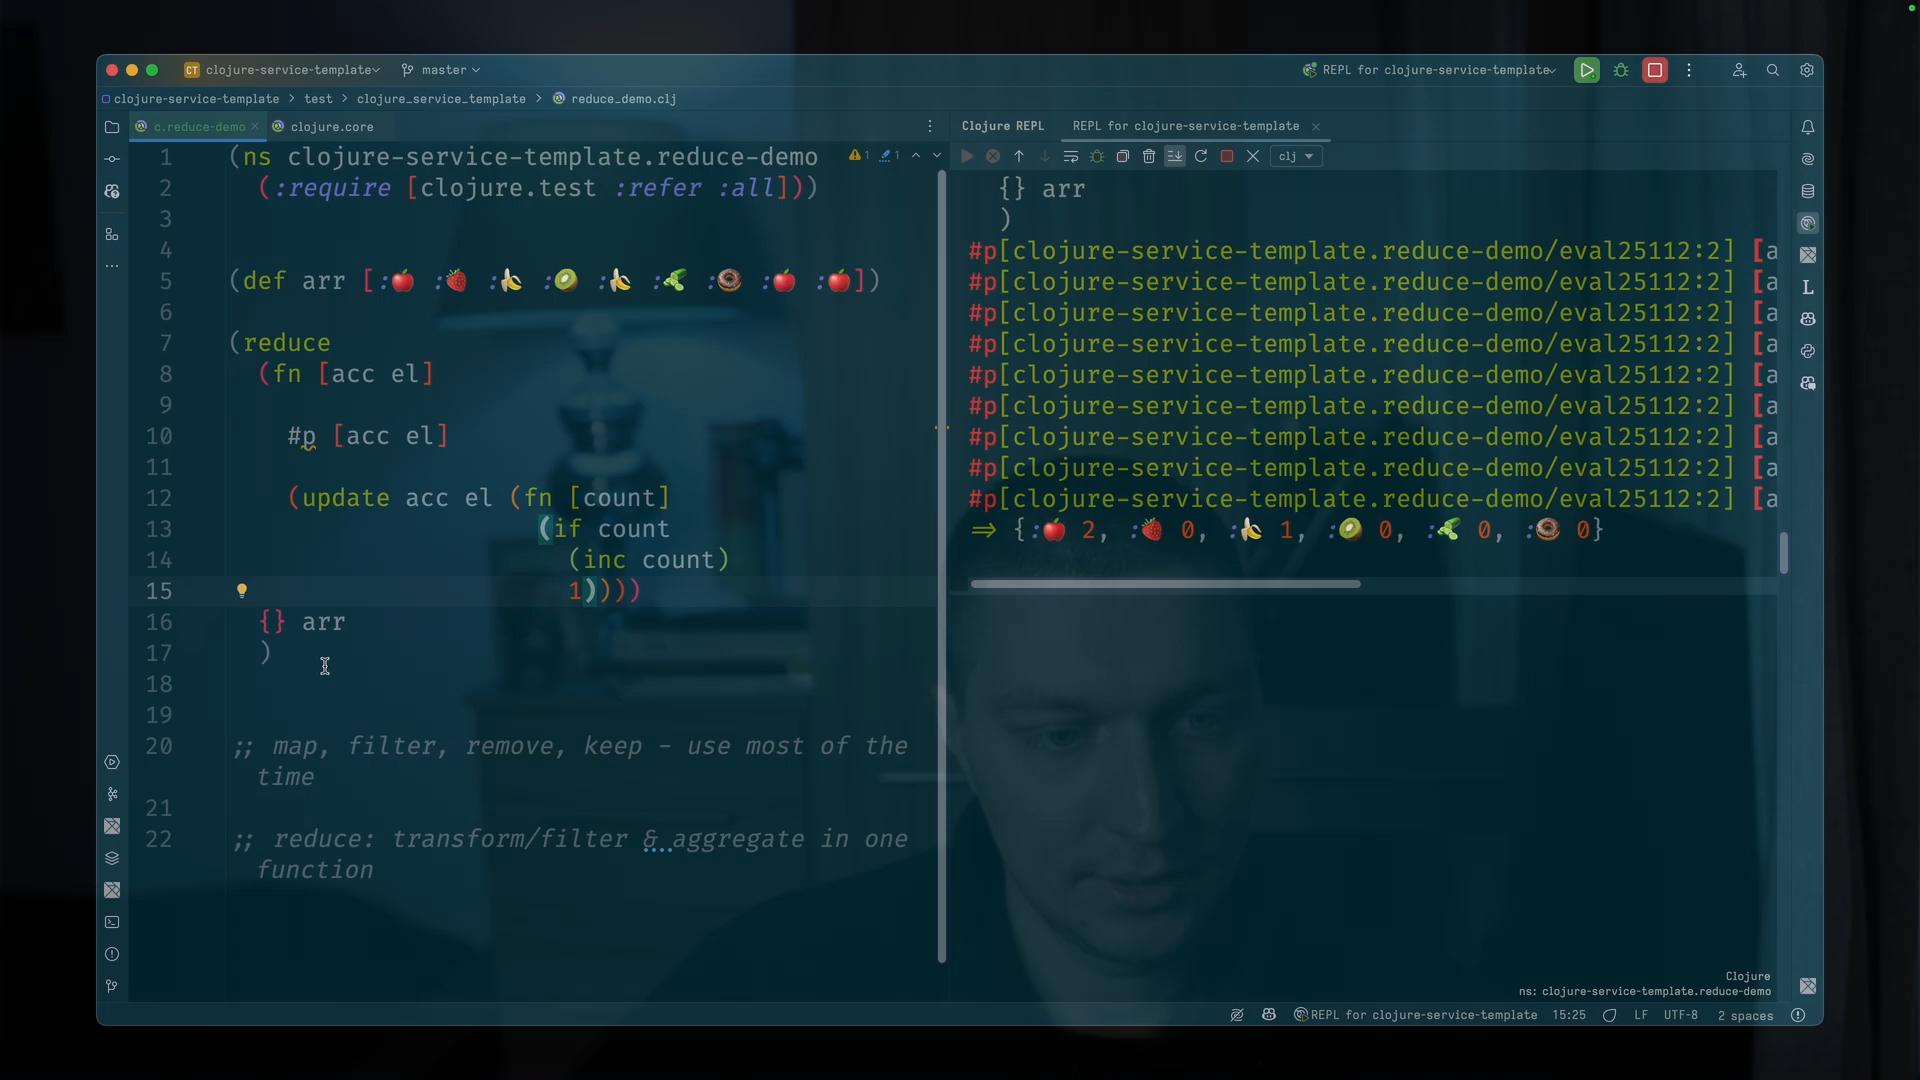 CT clojure-service-template
master
REPL for clojure-service-template
clojure-service-template > test > clojure_service_template > reduce_demo.clj
c.reduce-demo
clojure.core
Clojure REPL
REPL for clojure-service-template
clj
1 (ns clojure-service-template.reduce-demo
2 (:require [clojure.test :refer :all]))
3
4
5 (def arr [:🍎 :🍓 :🍌 :🥝 :🍌 :🫛 :🍩 :🍎 :🍎])
6
7 (reduce
8 (fn [acc el]
9
10 #p [acc el]
11
12 (update acc el (fn [count]
13 (if count
14 (inc count)
15 1))))
16 {} arr
17 )
18
19
20 ;; map, filter, remove, keep - use most of the
time
21
22 ;; reduce: transform/filter & aggregate in one
function
1 1
{} arr
)
#p[clojure-service-template.reduce-demo/eval25112:2] [a
#p[clojure-service-template.reduce-demo/eval25112:2] [a
#p[clojure-service-template.reduce-demo/eval25112:2] [a
#p[clojure-service-template.reduce-demo/eval25112:2] [a
#p[clojure-service-template.reduce-demo/eval25112:2] [a
#p[clojure-service-template.reduce-demo/eval25112:2] [a
#p[clojure-service-template.reduce-demo/eval25112:2] [a
#p[clojure-service-template.reduce-demo/eval25112:2] [a
#p[clojure-service-template.reduce-demo/eval25112:2] [a
=> {:🍎 2, :🍓 0, :🍌 1, :🥝 0, :🫛 0, :🍩 0}
L
Clojure
ns: clojure-service-template.reduce-demo
REPL for clojure-service-template 15:25 LF UTF-8 2 spaces